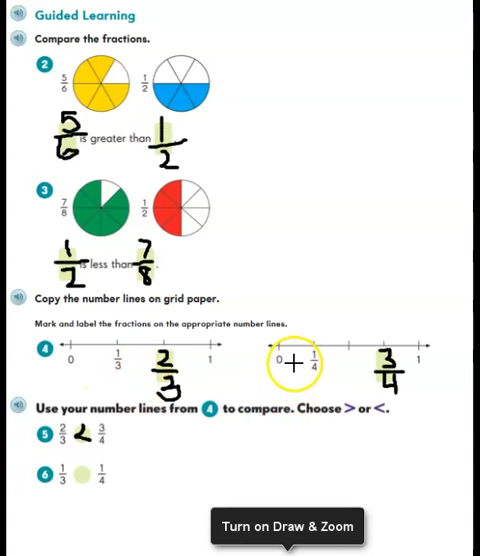 Guided Learning
Compare the fractions.
2
5/6 1/2
5/6 is greater than 1/2
3
7/8 1/2
1/2 is less than 7/8.
Copy the number lines on grid paper.
Mark and label the fractions on the appropriate number lines.
4 0 1/3 2/3 1 0 1/4 3/4 1
Use your number lines from 4 to compare. Choose > or <.
5 2/3 < 3/4
6 1/3 1/4
Turn on Draw & Zoom